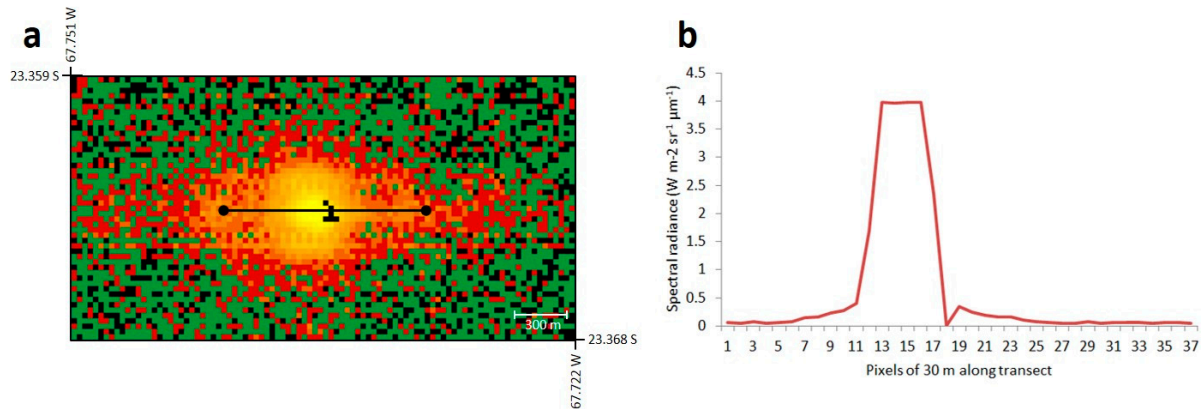 a
67.751 W
23.359 S
300 m
23.368 S
67.722 W
b
Spectral radiance (W m-2 sr⁻¹ µm⁻¹)
4.5
4
3.5
3
2.5
2
1.5
1
0.5
0
1 3 5 7 9 11 13 15 17 19 21 23 25 27 29 31 33 35 37
Pixels of 30 m along transect